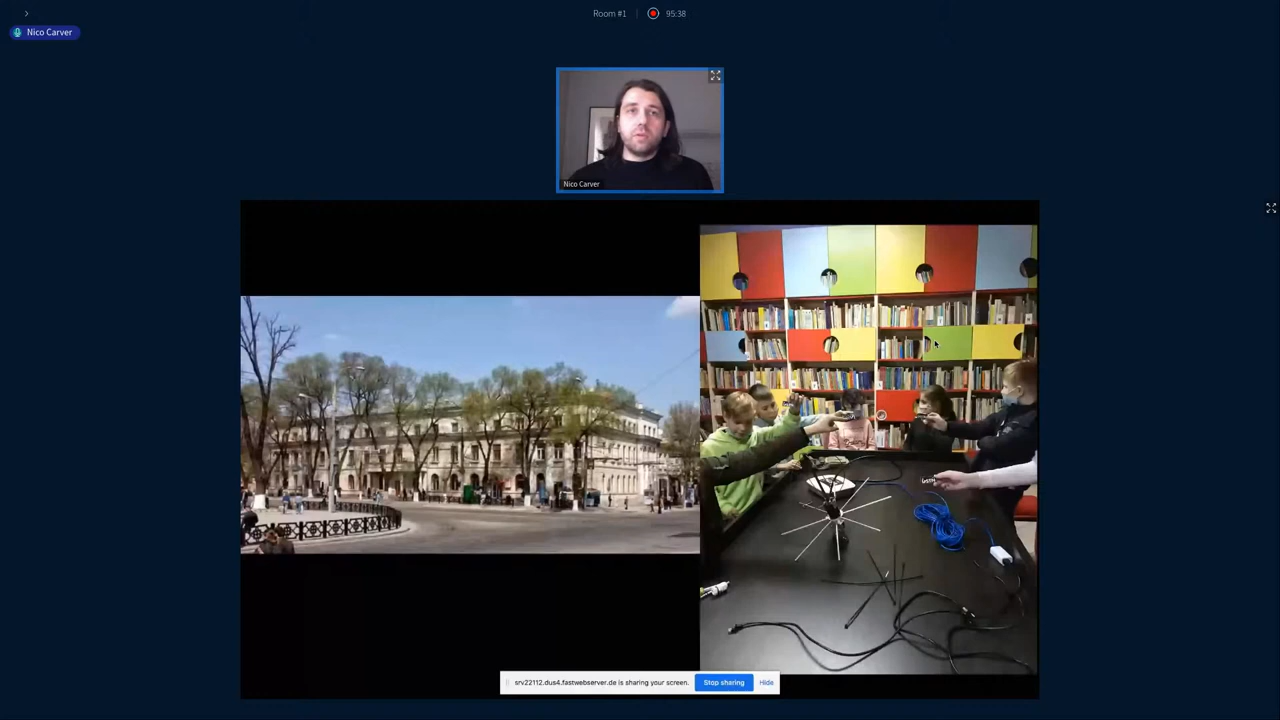 Room #1
95:38
Nico Carver
Nico Carver
srv22112.dus4.fastwebserver.de is sharing your screen.
Stop sharing
Hide